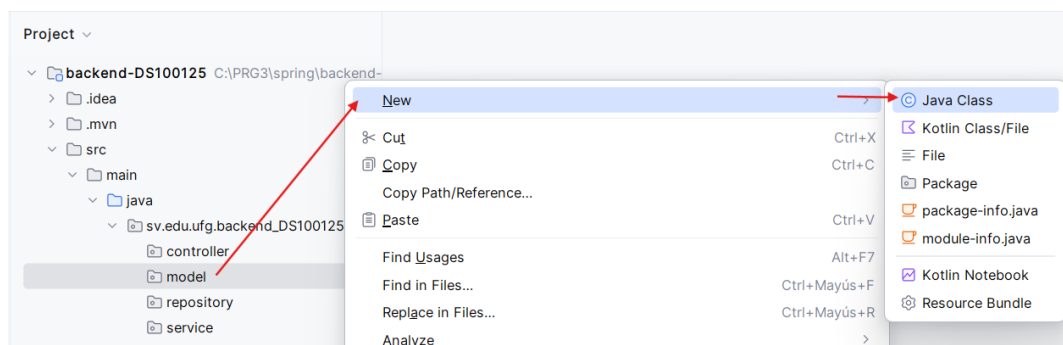 Project
backend-DS100125 C:\PRG3\spring\backend-
.idea
.mvn
src
main
java
sv.edu.ufg.backend_DS100125
controller
model
repository
service
New
Cut Ctrl+X
Copy Ctrl+C
Copy Path/Reference...
Paste Ctrl+V
Find Usages Alt+F7
Find in Files... Ctrl+Mayús+F
Replace in Files... Ctrl+Mayús+R
Analyze
Java Class
Kotlin Class/File
File
Package
package-info.java
module-info.java
Kotlin Notebook
Resource Bundle